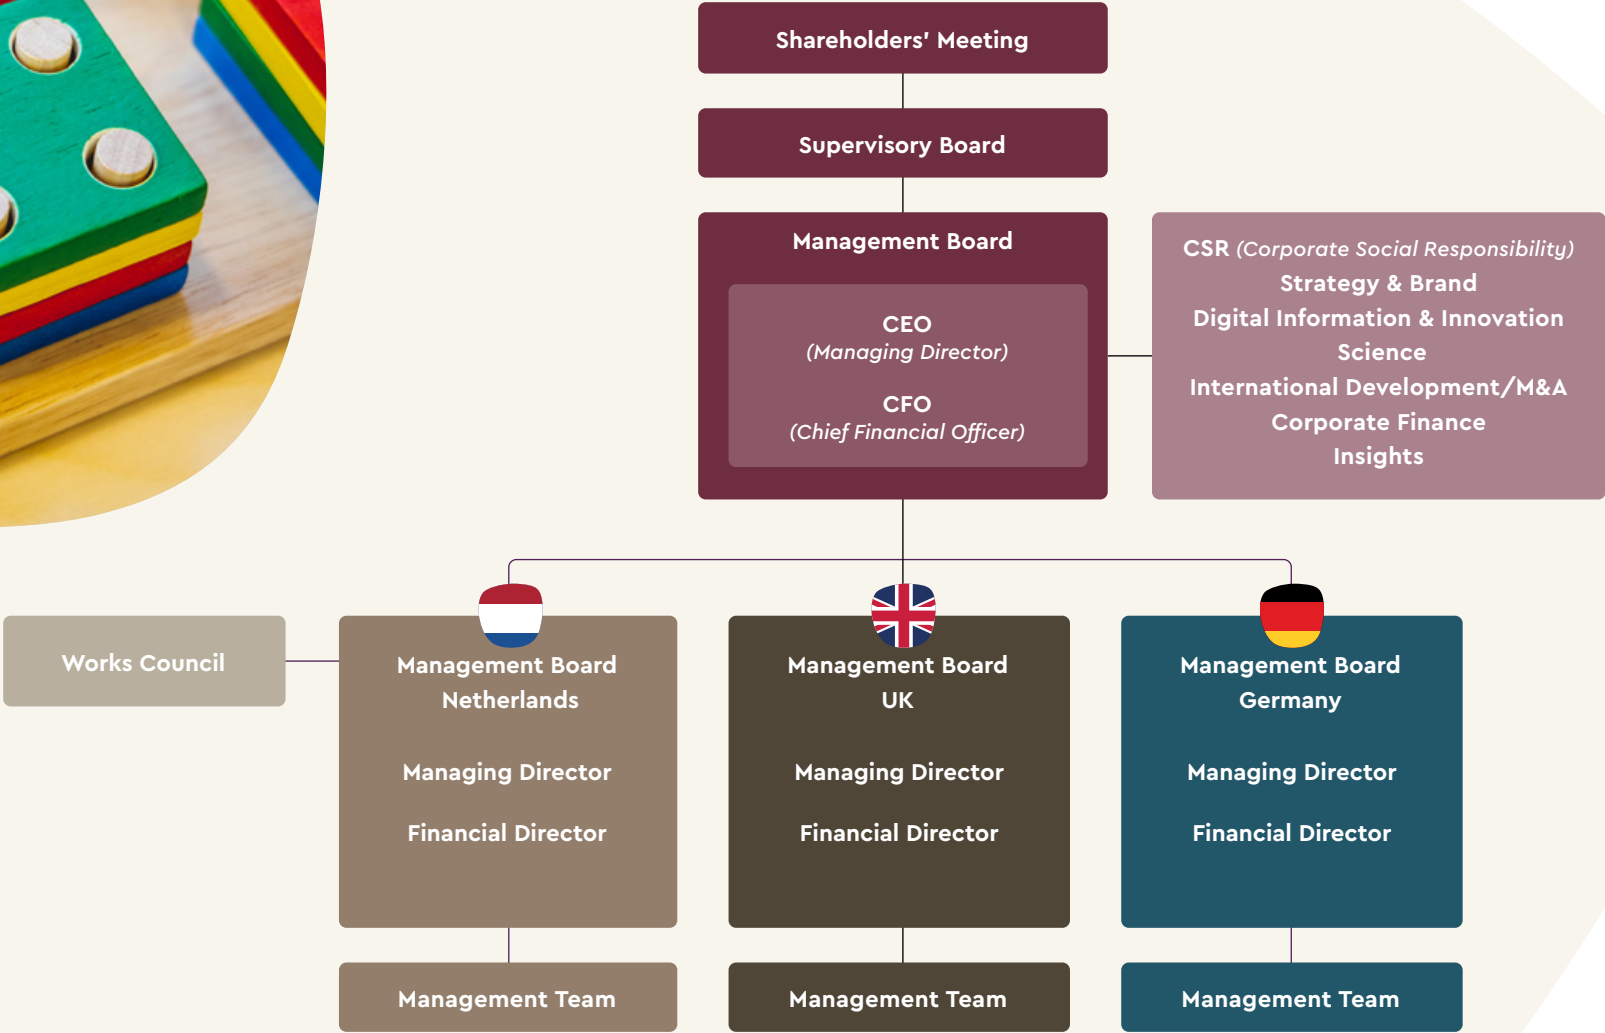 Shareholders' Meeting
Supervisory Board
Management Board
CEO
(Managing Director)
CFO
(Chief Financial Officer)
CSR (Corporate Social Responsibility)
Strategy & Brand
Digital Information & Innovation
Science
International Development/M&A
Corporate Finance
Insights
Works Council
Management Board
Netherlands
Managing Director
Financial Director
Management Team
Management Board
UK
Managing Director
Financial Director
Management Team
Management Board
Germany
Managing Director
Financial Director
Management Team